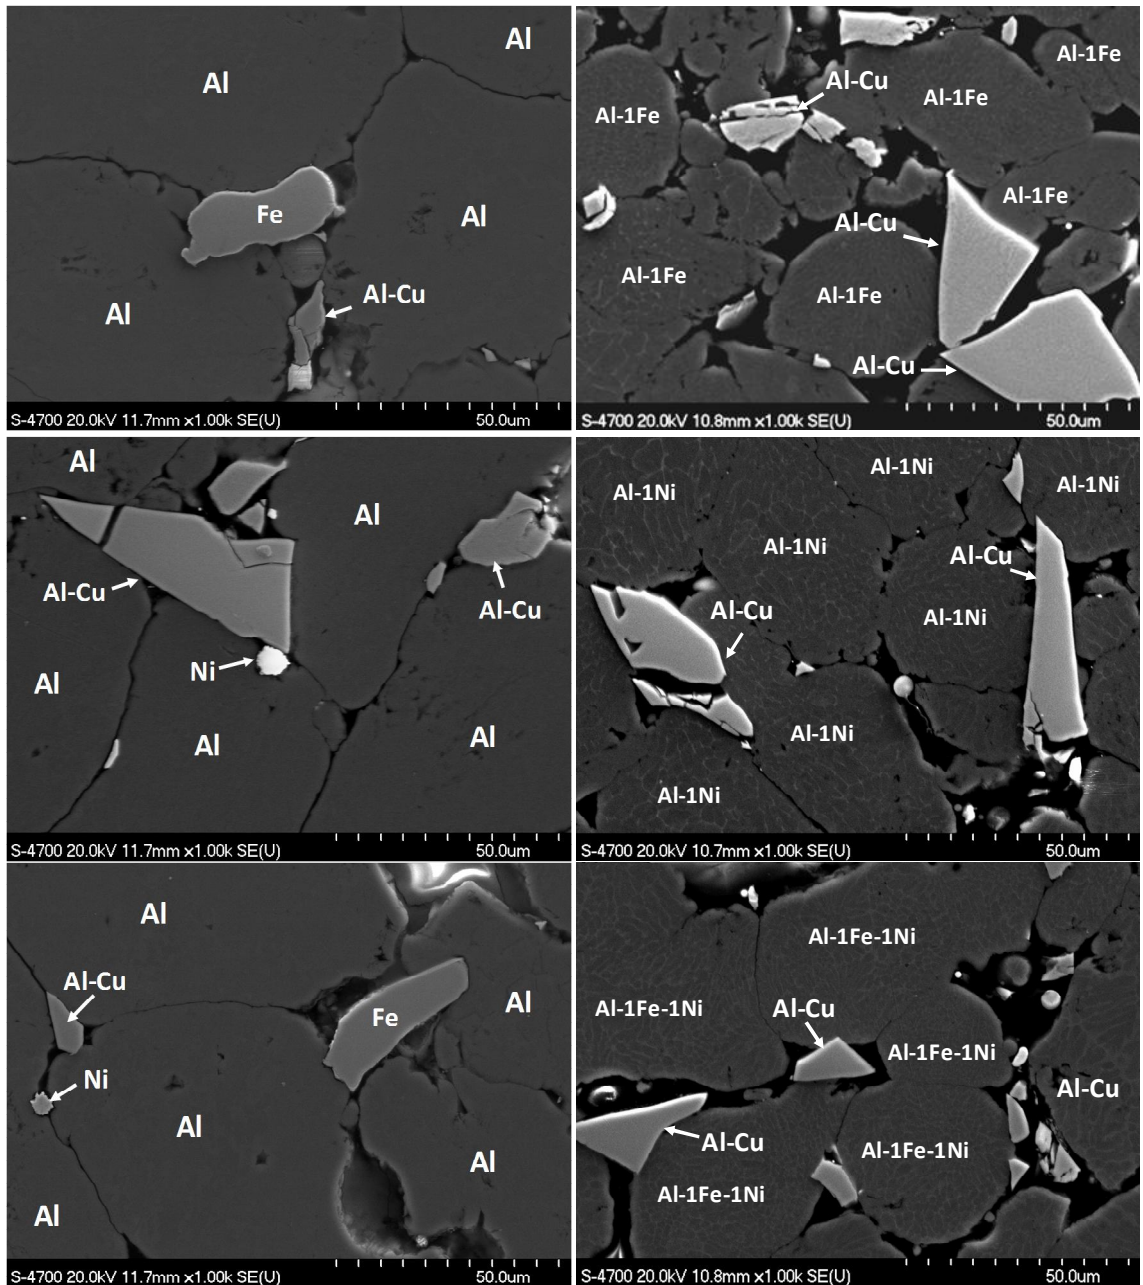 Al
Al
Fe
Al
Al
Al-Cu
S-4700 20.0kV 11.7mm x1.00k SE(U) 50.0um
Al-1Fe
Al-Cu
Al-1Fe
Al-1Fe
Al-1Fe
Al-Cu
Al-1Fe
Al-1Fe
Al-Cu
S-4700 20.0kV 10.8mm x1.00k SE(U) 50.0um
Al
Al
Al-Cu
Al-Cu
Ni
Al
Al
Al
S-4700 20.0kV 11.7mm x1.00k SE(U) 50.0um
Al-1Ni
Al-1Ni
Al-1Ni
Al-1Ni
Al-Cu
Al-Cu
Al-1Ni
Al-1Ni
Al-1Ni
S-4700 20.0kV 10.7mm x1.00k SE(U) 50.0um
Al
Al-Cu
Al
Fe
Ni
Al
Al
Al
S-4700 20.0kV 11.7mm x1.00k SE(U) 50.0um
Al-1Fe-1Ni
Al-1Fe-1Ni
Al-Cu
Al-1Fe-1Ni
Al-Cu
Al-Cu
Al-1Fe-1Ni
Al-1Fe-1Ni
S-4700 20.0kV 10.8mm x1.00k SE(U) 50.0um